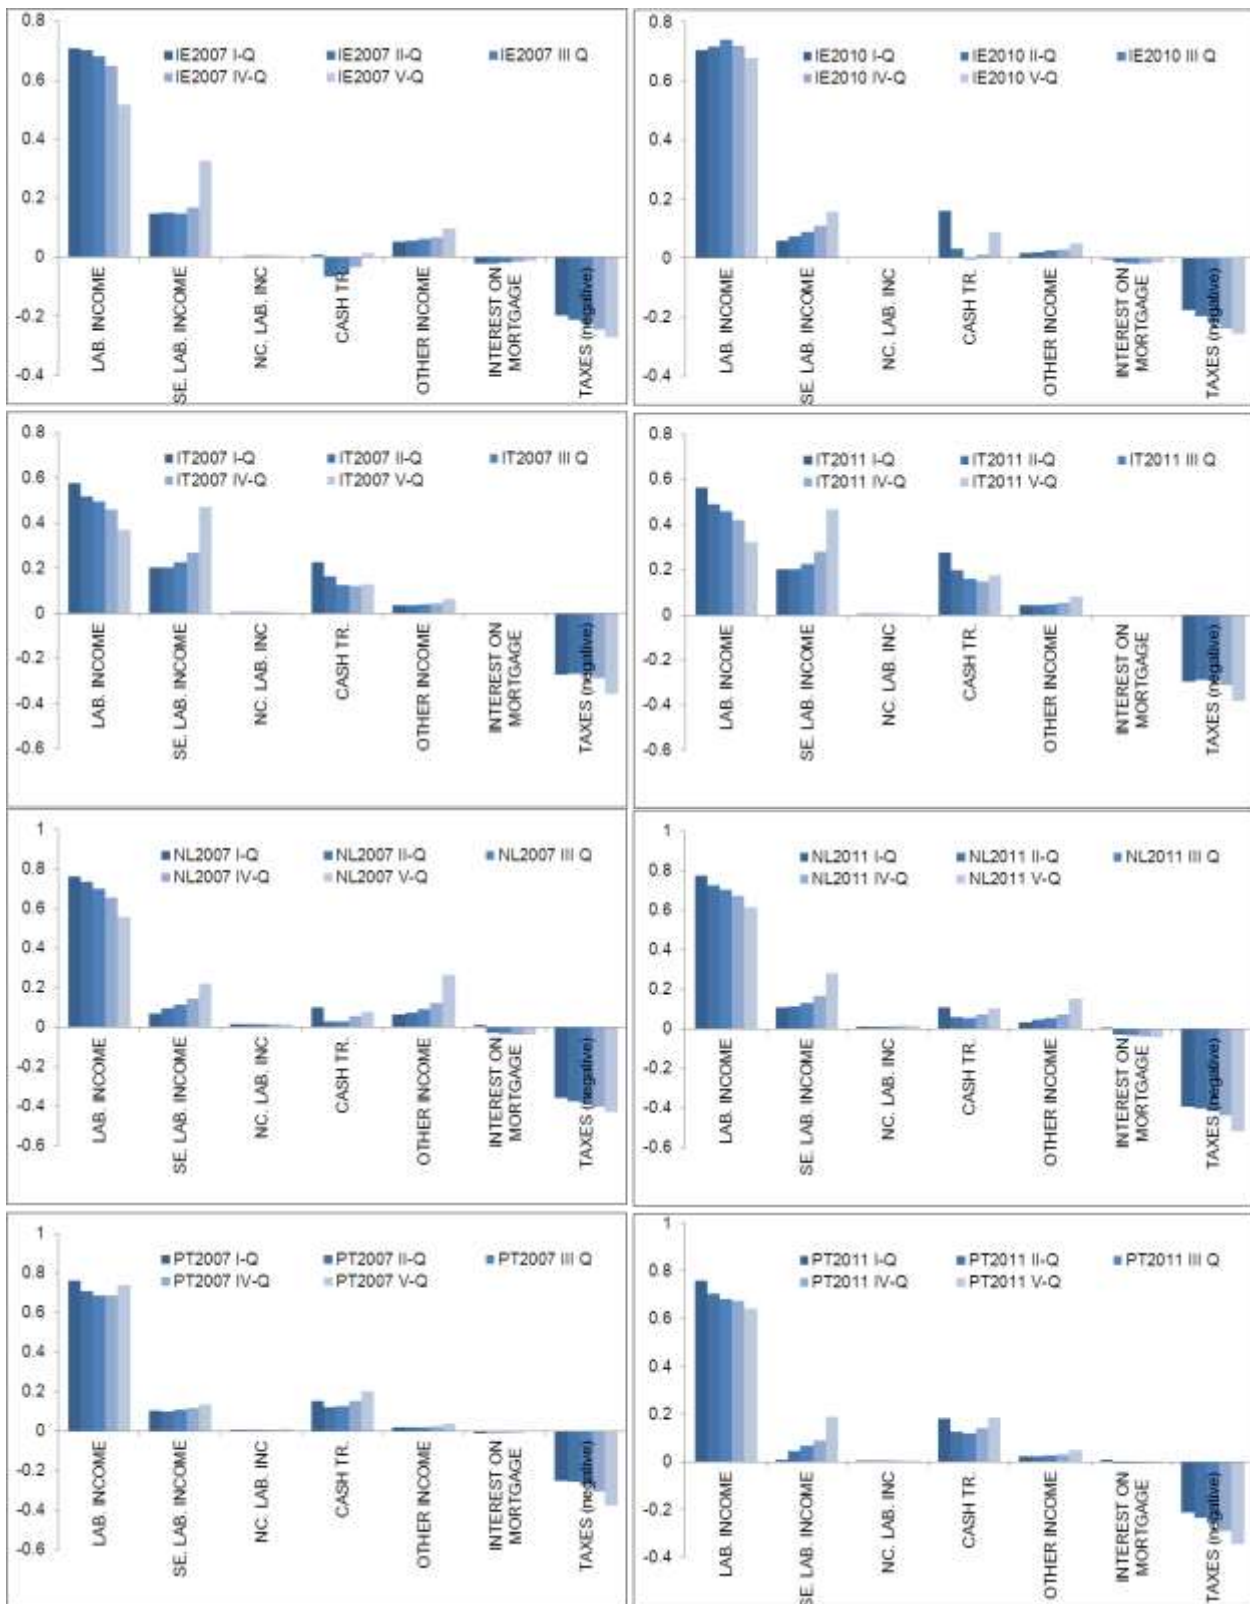 0.8
0.6
0.4
0.2
0
-0.2
-0.4
IE2007 I-Q IE2007 II-Q IE2007 III Q
IE2007 IV-Q IE2007 V-Q
LAB. INCOME
SE. LAB. INCOME
NC. LAB. INC
CASH TR.
OTHER INCOME
INTEREST ON
MORTGAGE
TAXES (negative)
0.8
0.6
0.4
0.2
0
-0.2
-0.4
IE2010 I-Q IE2010 II-Q IE2010 III Q
IE2010 IV-Q IE2010 V-Q
LAB. INCOME
SE. LAB. INCOME
NC. LAB. INC
CASH TR.
OTHER INCOME
INTEREST ON
MORTGAGE
TAXES (negative)
0.8
0.6
0.4
0.2
0
-0.2
-0.4
-0.6
IT2007 I-Q IT2007 II-Q IT2007 III Q
IT2007 IV-Q IT2007 V-Q
LAB. INCOME
SE. LAB. INCOME
NC. LAB. INC
CASH TR.
OTHER INCOME
INTEREST ON
MORTGAGE
TAXES (negative)
0.8
0.6
0.4
0.2
0
-0.2
-0.4
-0.6
IT2011 I-Q IT2011 II-Q IT2011 III Q
IT2011 IV-Q IT2011 V-Q
LAB. INCOME
SE. LAB. INCOME
NC. LAB. INC
CASH TR.
OTHER INCOME
INTEREST ON
MORTGAGE
TAXES (negative)
1
0.8
0.6
0.4
0.2
0
-0.2
-0.4
-0.6
NL2007 I-Q NL2007 II-Q NL2007 III Q
NL2007 IV-Q NL2007 V-Q
LAB. INCOME
SE. LAB. INCOME
NC. LAB. INC
CASH TR.
OTHER INCOME
INTEREST ON
MORTGAGE
TAXES (negative)
1
0.8
0.6
0.4
0.2
0
-0.2
-0.4
-0.6
NL2011 I-Q NL2011 II-Q NL2011 III Q
NL2011 IV-Q NL2011 V-Q
LAB. INCOME
SE. LAB. INCOME
NC. LAB. INC
CASH TR.
OTHER INCOME
INTEREST ON
MORTGAGE
TAXES (negative)
1
0.8
0.6
0.4
0.2
0
-0.2
-0.4
-0.6
PT2007 I-Q PT2007 II-Q PT2007 III Q
PT2007 IV-Q PT2007 V-Q
LAB. INCOME
SE. LAB. INCOME
NC. LAB. INC
CASH TR.
OTHER INCOME
INTEREST ON
MORTGAGE
TAXES (negative)
1
0.8
0.6
0.4
0.2
0
-0.2
-0.4
PT2011 I-Q PT2011 II-Q PT2011 III Q
PT2011 IV-Q PT2011 V-Q
LAB. INCOME
SE. LAB. INCOME
NC. LAB. INC
CASH TR.
OTHER INCOME
INTEREST ON
MORTGAGE
TAXES (negative)